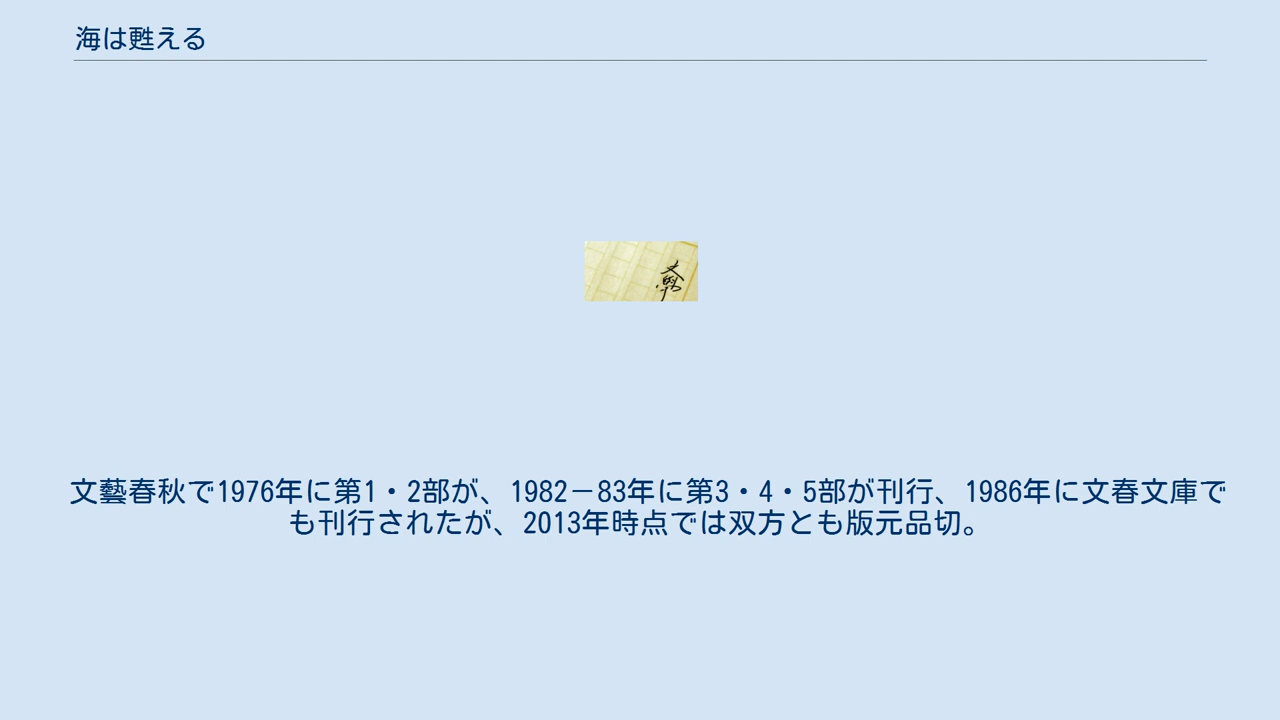 海は甦える
文藝春秋で1976年に第1・2部が、1982－83年に第3・4・5部が刊行、1986年に文春文庫で
も刊行されたが、2013年時点では双方とも版元品切。